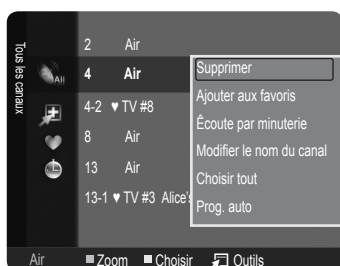 Tous les canaux
All
2 Air
4 Air
4-2 ♥ TV #8
8 Air
13 Air
13-1 ♥ TV #3 Alice's
Supprimer
Ajouter aux favoris
Écoute par minuterie
Modifier le nom du canal
Choisir tout
Prog. auto
Air Zoom Choisir Outils